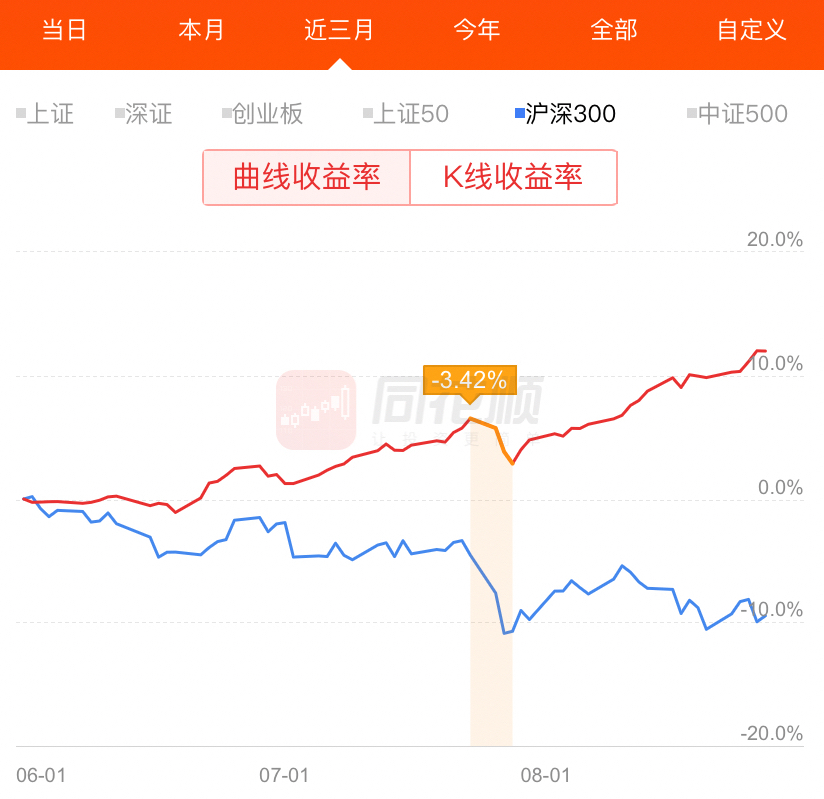 当日 本月 近三月 今年 全部 自定义
上证 深证 创业板 上证50 沪深300 中证500
曲线收益率 K线收益率
20.0%
10.0%
-3.42%
同花顺
0.0%
-10.0%
-20.0%
06-01 07-01 08-01